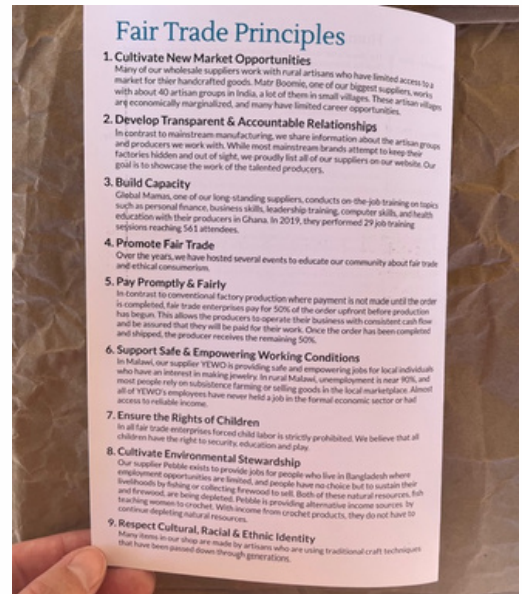 Fair Trade Principles
1. Cultivate New Market Opportunities
Many of our wholesale suppliers work with rural artisans who have limited access to a
market for thier handcrafted goods. Matr Boomie, one of our biggest suppliers, works
with about 40 artisan groups in India, a lot of them in small villages. These artisan villages
are economically marginalized, and many have limited career opportunities.
2. Develop Transparent & Accountable Relationships
In contrast to mainstream manufacturing, we share information about the artisan groups
and producers we work with. While most mainstream brands attempt to keep their
factories hidden and out of sight, we proudly list all of our suppliers on our website. Our
goal is to showcase the work of the talented producers.
3. Build Capacity
Global Mamas, one of our long-standing suppliers, conducts on-the-job training on topics
such as personal finance, business skills, leadership training, computer skills, and health
education with their producers in Ghana. In 2019, they performed 29 job training
sessions reaching 561 attendees.
4. Promote Fair Trade
Over the years, we have hosted several events to educate our community about fair trade
and ethical consumerism.
5. Pay Promptly & Fairly
In contrast to conventional factory production where payment is not made until the order
is completed, fair trade enterprises pay for 50% of the order upfront before production
has begun. This allows the producers to operate their business with consistent cash flow
and be assured that they will be paid for their work. Once the order has been completed
and shipped, the producer receives the remaining 50%.
6. Support Safe & Empowering Working Conditions
In Malawi, our supplier YEWO is providing safe and empowering jobs for local individuals
who have an interest in making jewelry. In rural Malawi, unemployment is near 90%, and
most people rely on subsistence farming or selling goods in the local marketplace. Almost
all of YEWO's employees have never held a job in the formal economic sector or had
access to reliable income.
7. Ensure the Rights of Children
In all fair trade enterprises forced child labor is strictly prohibited. We believe that all
children have the right to security, education and play.
8. Cultivate Environmental Stewardship
Our supplier Pebble exists to provide jobs for people who live in Bangladesh where
employment opportunities are limited, and people have no choice but to sustain their
livelihoods by fishing or collecting firewood to sell. Both of these natural resources, fish
and firewood, are being depleted. Pebble is providing alternative income sources by
teaching women to crochet. With income from crochet products, they do not have to
continue depleting natural resources.
9. Respect Cultural, Racial & Ethnic Identity
Many items in our shop are made by artisans who are using traditional craft techniques
that have been passed down through generations.